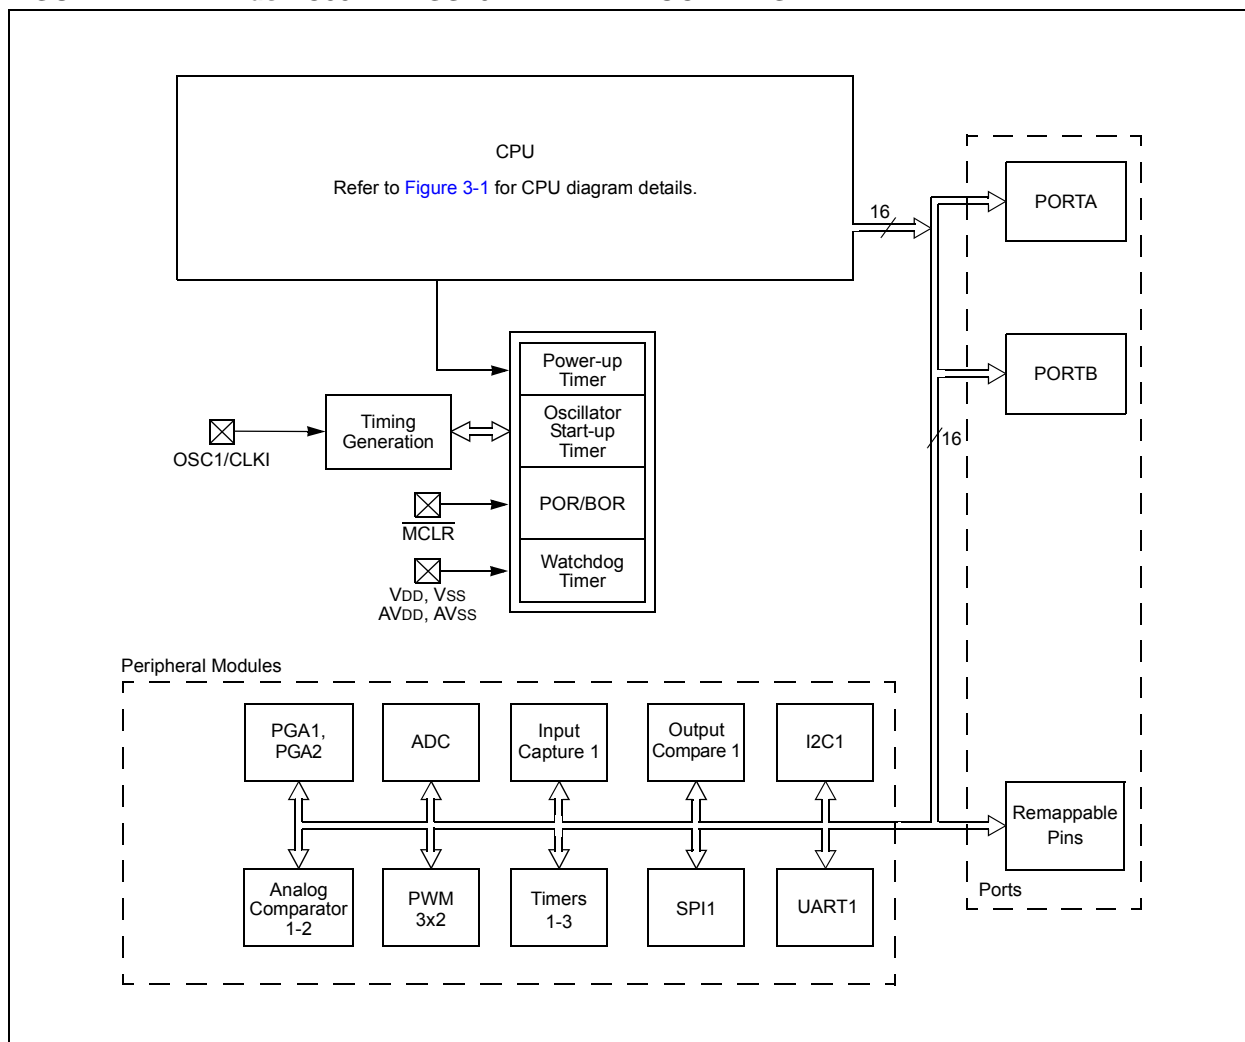 CPU
Refer to Figure 3-1 for CPU diagram details.
16
PORTA
PORTB
16
Power-up
Timer
Oscillator
Start-up
Timer
POR/BOR
Watchdog
Timer
Timing
Generation
OSC1/CLKI
MCLR
VDD, VSS
AVDD, AVSS
Peripheral Modules
PGA1,
PGA2
ADC
Input
Capture 1
Output
Compare 1
I2C1
Remappable
Pins
Ports
Analog
Comparator
1-2
PWM
3x2
Timers
1-3
SPI1
UART1